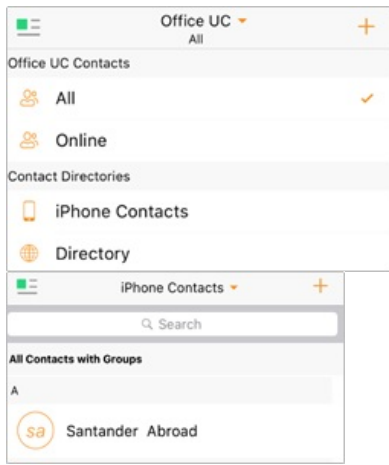 Office UC
All
Office UC Contacts
All
Online
Contact Directories
iPhone Contacts
Directory
iPhone Contacts
Search
All Contacts with Groups
A
sa Santander Abroad